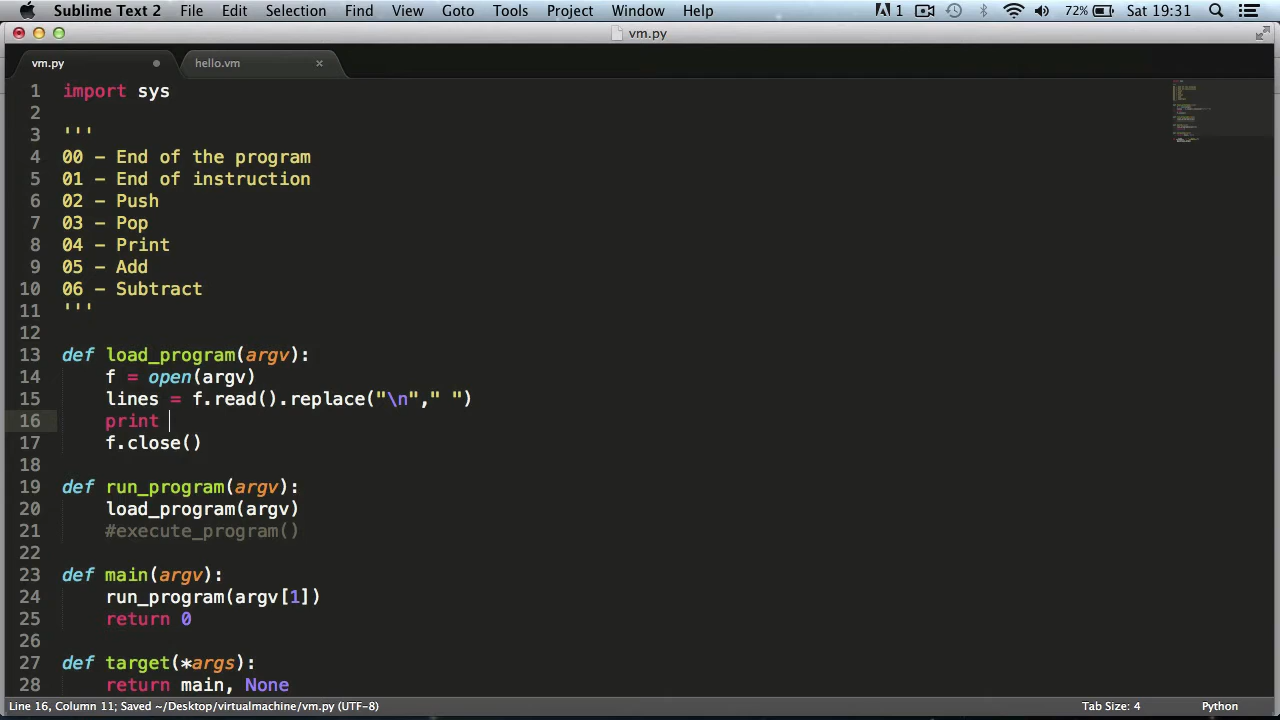 Sublime Text 2 File Edit Selection Find View Goto Tools Project Window Help 1 72% Sat 19:31
vm.py
vm.py hello.vm
1 import sys
2
3 '''
4 00 - End of the program
5 01 - End of instruction
6 02 - Push
7 03 - Pop
8 04 - Print
9 05 - Add
10 06 - Subtract
11 '''
12
13 def load_program(argv):
14 f = open(argv)
15 lines = f.read().replace("\n"," ")
16 print
17 f.close()
18
19 def run_program(argv):
20 load_program(argv)
21 #execute_program()
22
23 def main(argv):
24 run_program(argv[1])
25 return 0
26
27 def target(*args):
28 return main, None
Line 16, Column 11; Saved ~/Desktop/virtualmachine/vm.py (UTF-8) Tab Size: 4 Python